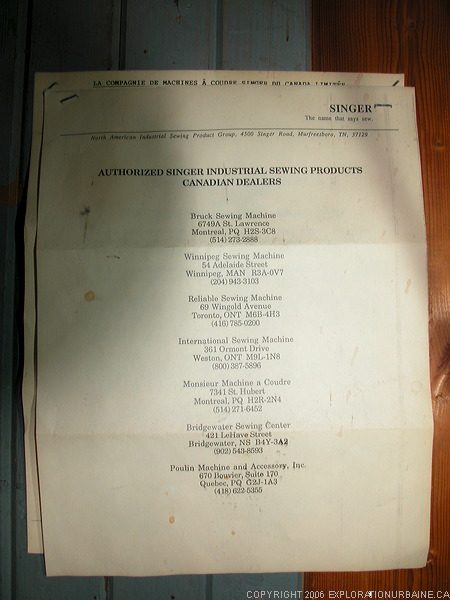 LA COMPAGNIE DE MACHINES À COUDRE SINGER DU CANADA LIMITÉE
SINGER
The name that says sew.
North American Industrial Sewing Product Group, 4500 Singer Road, Murfreesboro, TN, 37129
AUTHORIZED SINGER INDUSTRIAL SEWING PRODUCTS
CANADIAN DEALERS
Bruck Sewing Machine
6749A St. Lawrence
Montreal, PQ H2S-3C8
(514) 273-2888
Winnipeg Sewing Machine
54 Adelaide Street
Winnipeg, MAN R3A-0V7
(204) 943-3103
Reliable Sewing Machine
69 Wingold Avenue
Toronto, ONT M6B-4H3
(416) 785-0200
International Sewing Machine
361 Ormont Drive
Weston, ONT M9L-1N8
(800) 387-5896
Monsieur Machine a Coudre
7341 St. Hubert
Montreal, PQ H2R-2N4
(514) 271-6452
Bridgewater Sewing Center
421 LeHave Street
Bridgewater, NS B4Y-3A2
(902) 543-8593
Poulin Machine and Accessory, Inc.
670 Bouvier, Suite 170
Quebec, PQ G2J-1A3
(418) 622-5355
COPYRIGHT 2006 EXPLORATIONURBAINE.CA